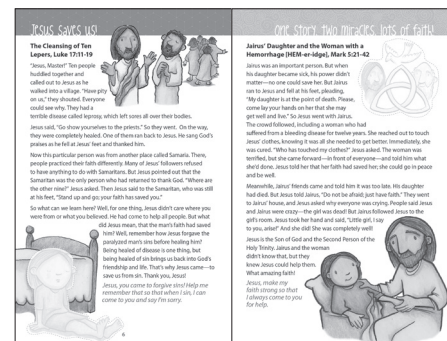 Jesus saves us!
The Cleansing of Ten
Lepers, Luke 17:11-19
"Jesus, Master!" Ten people
huddled together and
called out to Jesus as he
walked into a village. "Have pity
on us," they shouted. Everyone
could see why. They had a
terrible disease called leprosy, which left sores all over their bodies.
Jesus said, "Go show yourselves to the priests." So they went. On the way,
they were completely healed. One of them ran back to Jesus. He sang God's
praises as he fell at Jesus' feet and thanked him.
Now this particular person was from another place called Samaria. There,
people practiced their faith differently. Many of Jesus' followers refused
to have anything to do with Samaritans. But Jesus pointed out that the
Samaritan was the only person who had returned to thank God. "Where are
the other nine?" Jesus asked. Then Jesus said to the Samaritan, who was still
at his feet, "Stand up and go; your faith has saved you."
So what can we learn here? Well, for one thing, Jesus didn't care where you
were from or what you believed. He had come to help all people. But what
did Jesus mean, that the man's faith had saved
him? Well, remember how Jesus forgave the
paralyzed man's sins before healing him?
Being healed of disease is one thing, but
being healed of sin brings us back into God's
friendship and life. That's why Jesus came—to
save us from sin. Thank you, Jesus!
Jesus, you came to forgive sins! Help me
remember that so that when I sin, I can
come to you and say I'm sorry.
6
One story, two miracles, lots of faith!
Jairus' Daughter and the Woman with a
Hemorrhage [HEM-er-idge], Mark 5:21-42
Jairus was an important person. But when
his daughter became sick, his power didn't
matter—no one could save her. But Jairus
ran to Jesus and fell at his feet, pleading,
"My daughter is at the point of death. Please,
come lay your hands on her that she may
get well and live." So Jesus went with Jairus.
The crowd followed, including a woman who had
suffered from a bleeding disease for twelve years. She reached out to touch
Jesus' clothes, knowing it was all she needed to get better. Immediately, she
was cured. "Who has touched my clothes?" Jesus asked. The woman was
terrified, but she came forward—in front of everyone—and told him what
she'd done. Jesus told her that her faith had saved her; she could go in peace
and be well.
Meanwhile, Jairus' friends came and told him it was too late. His daughter
had died. But Jesus told Jairus, "Do not be afraid; just have faith." They went
to Jairus' house, and Jesus asked why everyone was crying. People said Jesus
and Jairus were crazy—the girl was dead! But Jairus followed Jesus to the
girl's room. Jesus took her hand and said, "Little girl, I say
to you, arise!" And she did! She was completely well!
Jesus is the Son of God and the Second Person of the
Holy Trinity. Jairus and the woman
didn't know that, but they
knew Jesus could help them.
What amazing faith!
Jesus, make my
faith strong so that
I always come to you
for help.